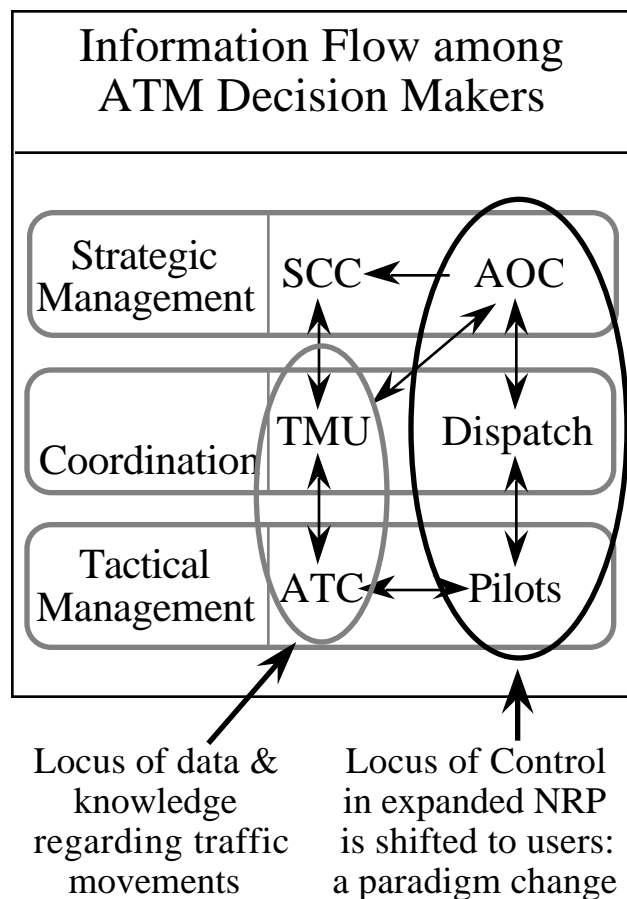 Information Flow among
ATM Decision Makers
Strategic
Management
SCC
AOC
Coordination
TMU
Dispatch
Tactical
Management
ATC
Pilots
Locus of data &
knowledge
regarding traffic
movements
Locus of Control
in expanded NRP
is shifted to users:
a paradigm change